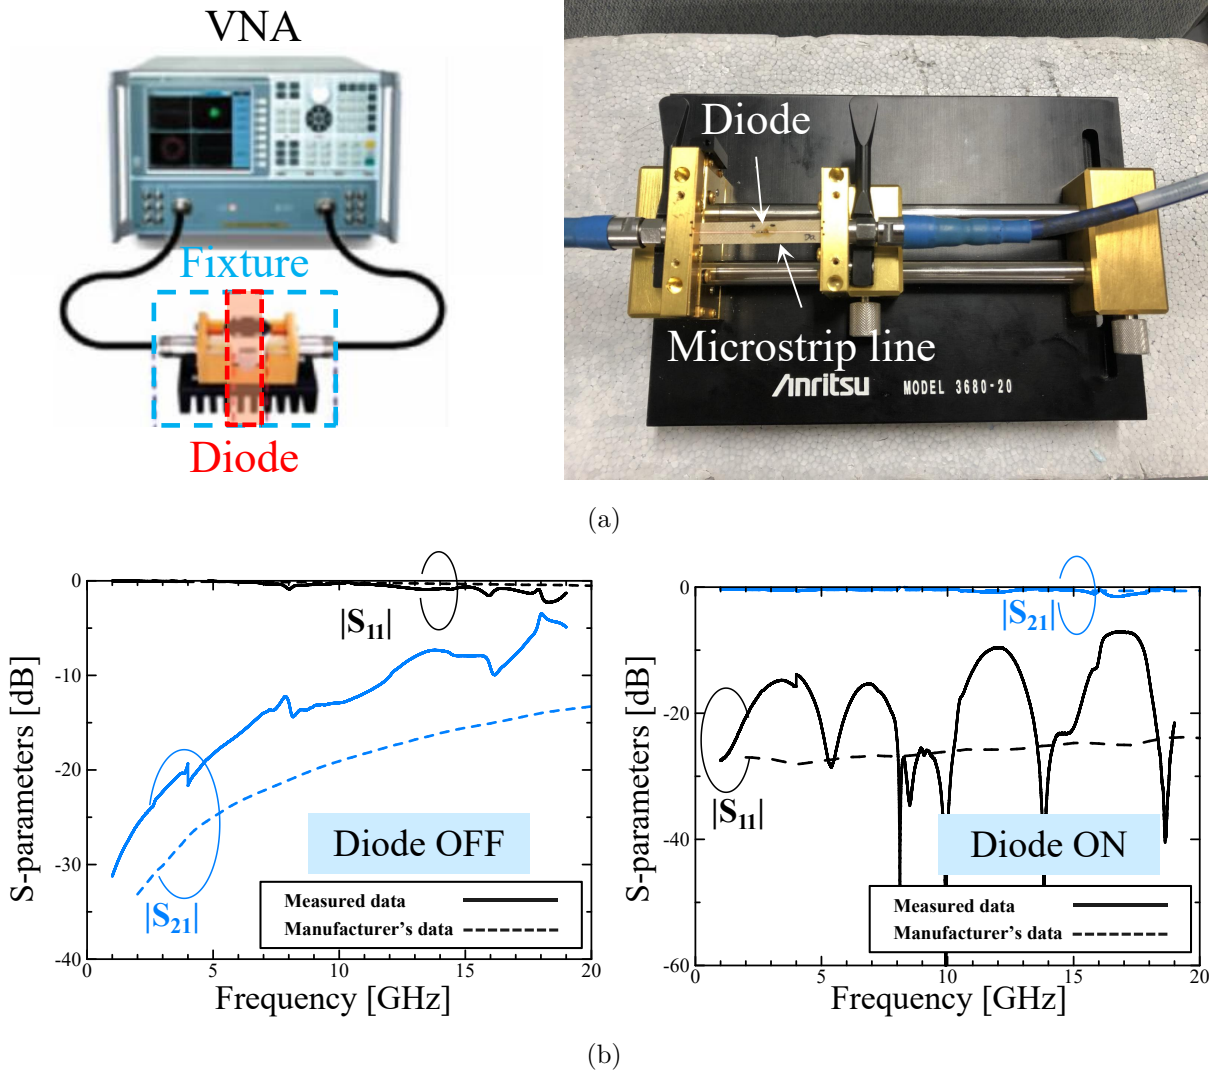 VNA
Fixture
Diode
Diode
Microstrip line
Anritsu MODEL 3680-20
(a)
0
-10
-20
-30
-40
S-parameters [dB]
|S11|
|S21|
Diode OFF
Measured data
Manufacturer's data
0 5 10 15 20
Frequency [GHz]
0
-20
-40
-60
S-parameters [dB]
|S21|
|S11|
Diode ON
Measured data
Manufacturer's data
0 5 10 15 20
Frequency [GHz]
(b)